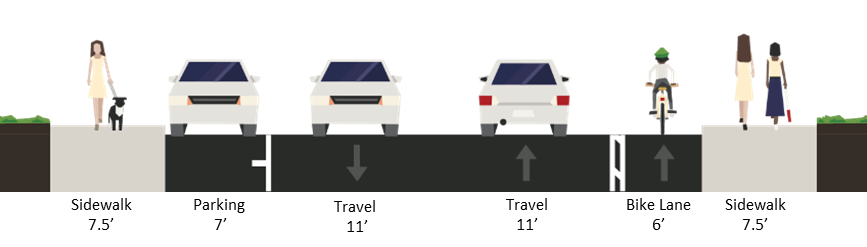 Sidewalk
7.5’
Parking
7’
Travel
11’
Travel
11’
Bike Lane
6’
Sidewalk
7.5’